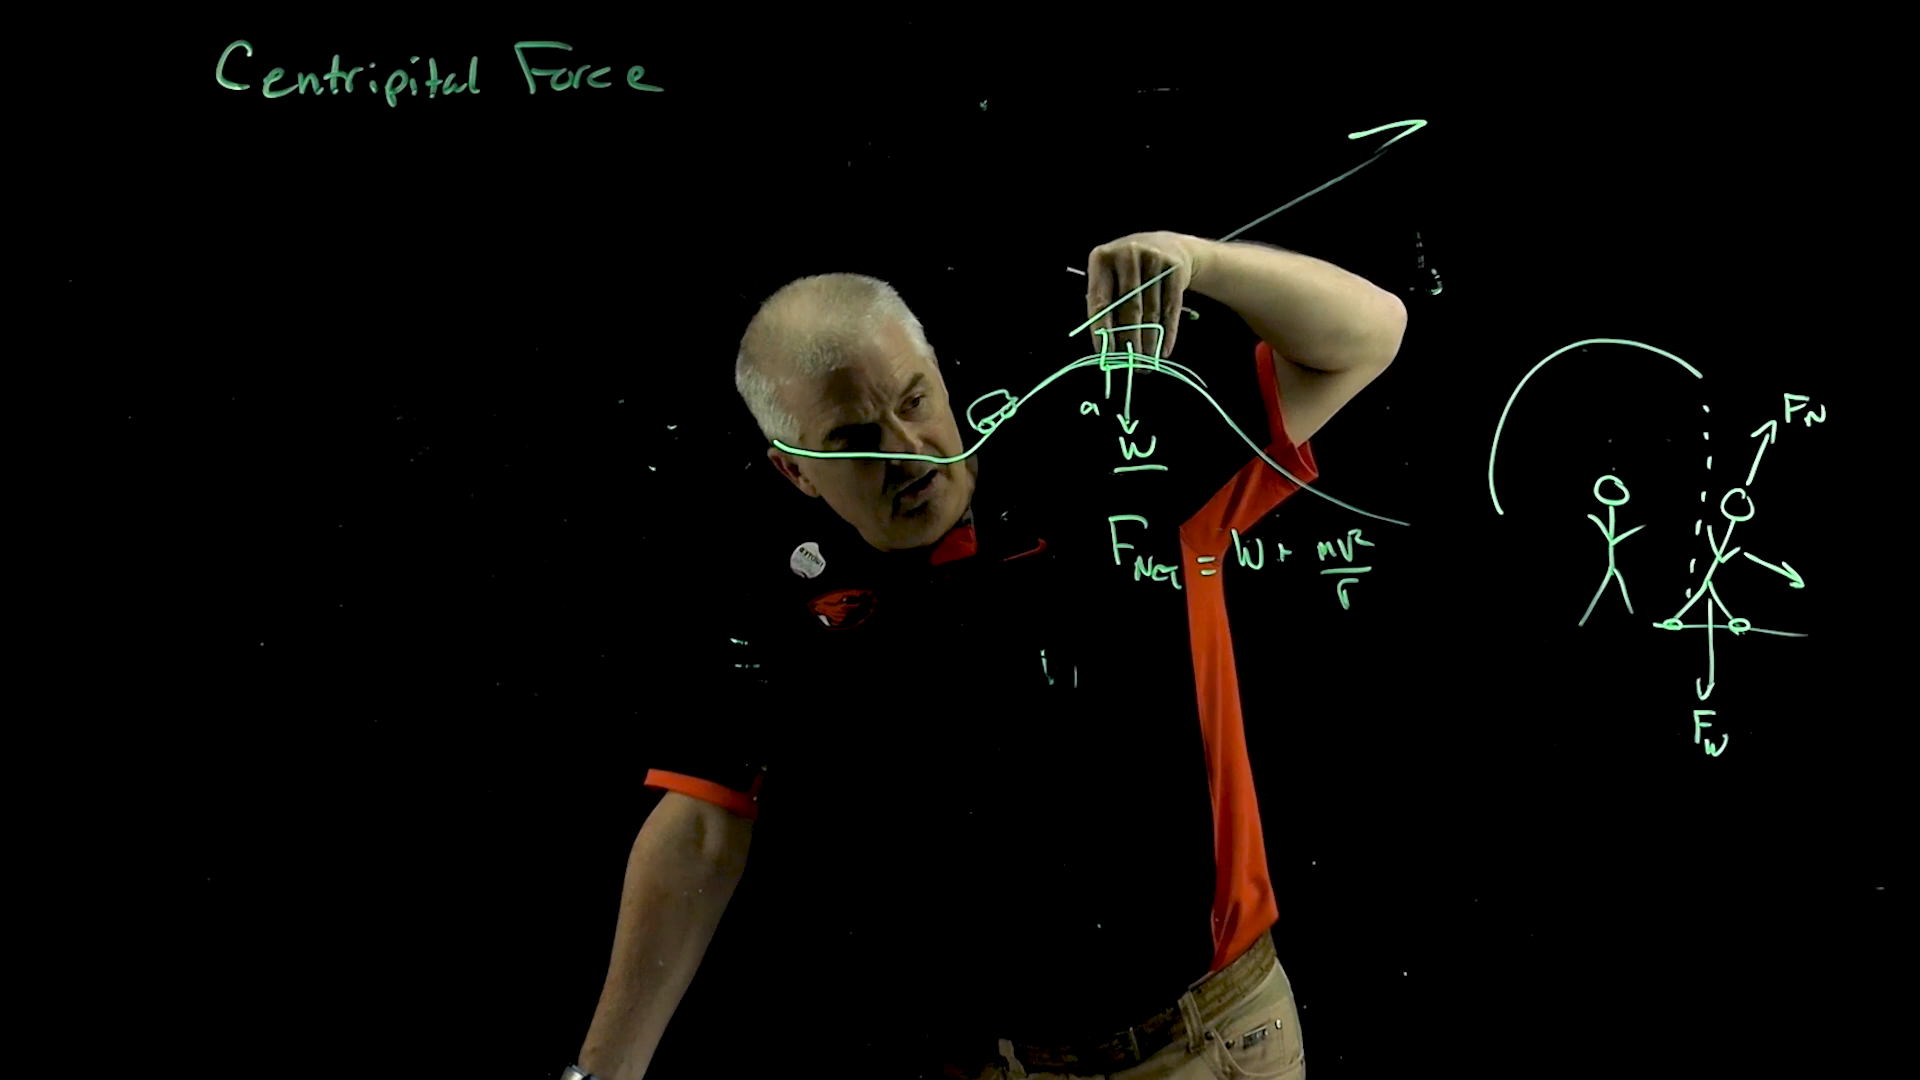 Centripital Force
a
W
F_Net = W + mv²/r
F_N
F_W